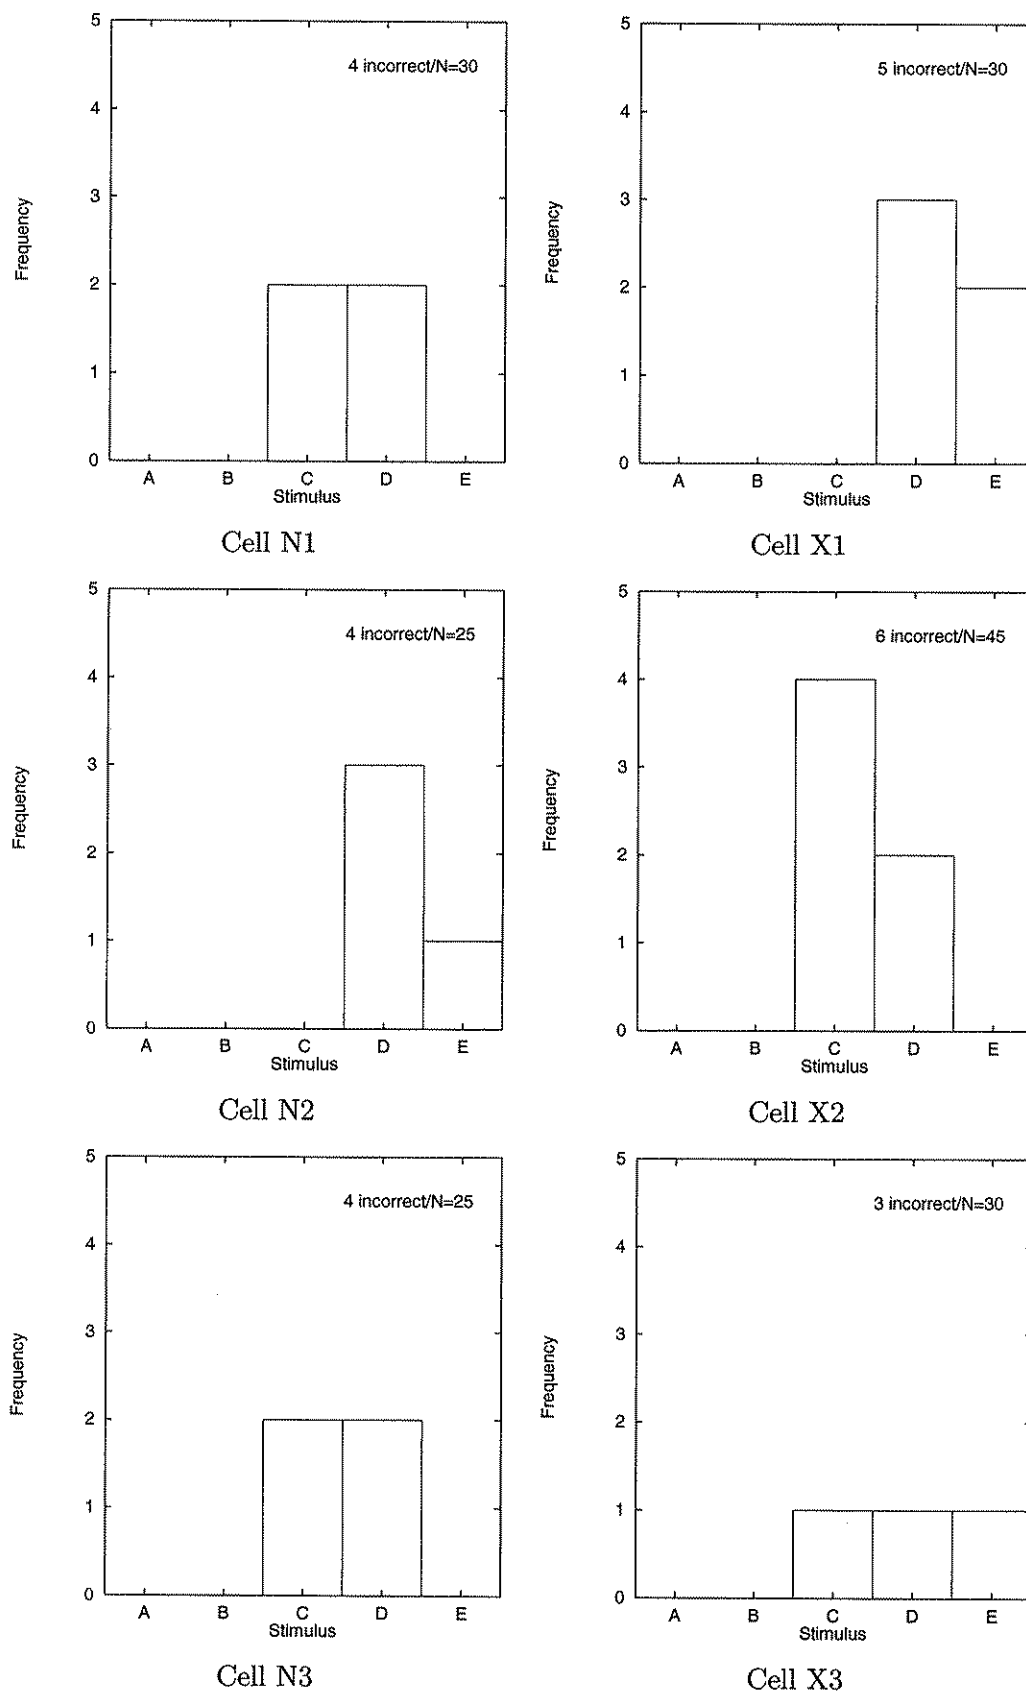 5
4 incorrect/N=30
4
3
Frequency
2
1
0
A B C D E
Stimulus
Cell N1
5
5 incorrect/N=30
4
3
Frequency
2
1
0
A B C D E
Stimulus
Cell X1
5
4 incorrect/N=25
4
3
Frequency
2
1
0
A B C D E
Stimulus
Cell N2
5
6 incorrect/N=45
4
3
Frequency
2
1
0
A B C D E
Stimulus
Cell X2
5
4 incorrect/N=25
4
3
Frequency
2
1
0
A B C D E
Stimulus
Cell N3
5
3 incorrect/N=30
4
3
Frequency
2
1
0
A B C D E
Stimulus
Cell X3